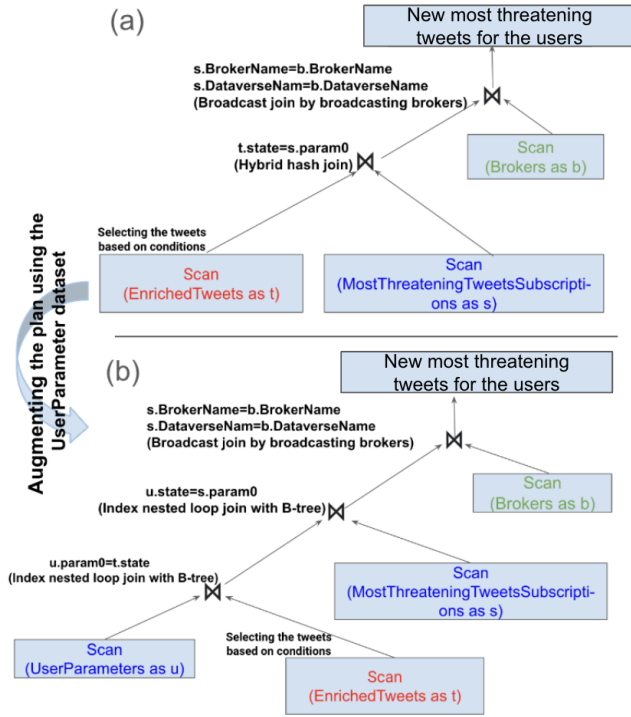 (a)
New most threatening
tweets for the users
s.BrokerName=b.BrokerName
s.DataverseNam=b.DataverseName
(Broadcast join by broadcasting brokers)
t.state=s.param0
(Hybrid hash join)
Scan
(Brokers as b)
Selecting the tweets
based on conditions
Scan
(EnrichedTweets as t)
Scan
(MostThreateningTweetsSubscripti-
ons as s)
Augmenting the plan using the
UserParameter dataset
(b)
New most threatening
tweets for the users
s.BrokerName=b.BrokerName
s.DataverseNam=b.DataverseName
(Broadcast join by broadcasting brokers)
Scan
(Brokers as b)
u.state=s.param0
(Index nested loop join with B-tree)
u.param0=t.state
(Index nested loop join with B-tree)
Scan
(MostThreateningTweetsSubscripti-
ons as s)
Scan
(UserParameters as u)
Selecting the tweets
based on conditions
Scan
(EnrichedTweets as t)